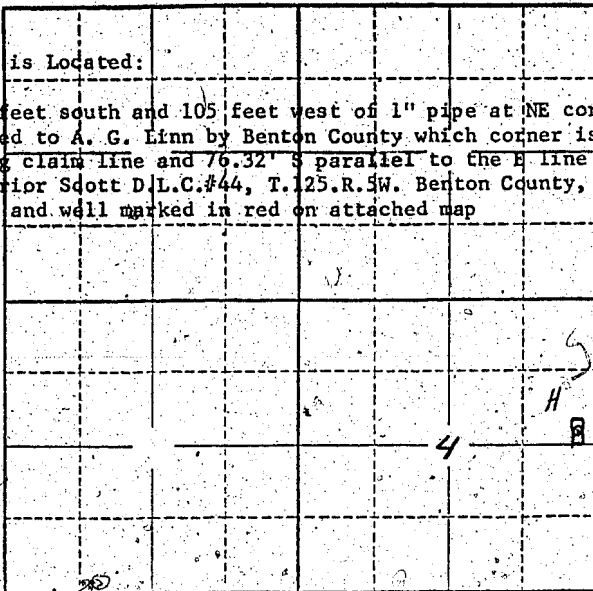 is Located:
feet south and 105 feet west of 1" pipe at NE cor
ed to A. G. Linn by Benton County which corner is
g claim line and 76.32' S parallel to the E line
rior Scott D.L.C.#44, T.12S.R.5W. Benton County,
and well marked in red on attached map
H
4